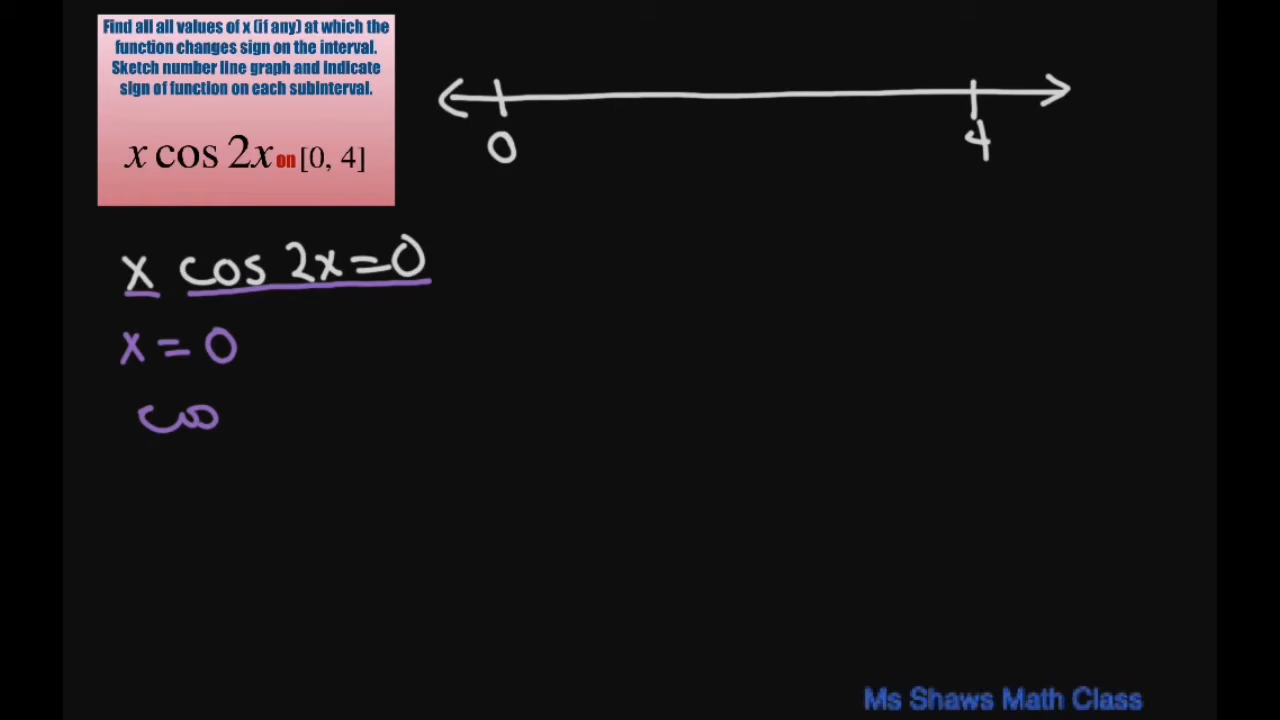 Find all all values of x (if any) at which the
function changes sign on the interval.
Sketch number line graph and indicate
sign of function on each subinterval.
x cos 2x on [0, 4]
0 4
x cos 2x = 0
x = 0
cos
Ms Shaws Math Class